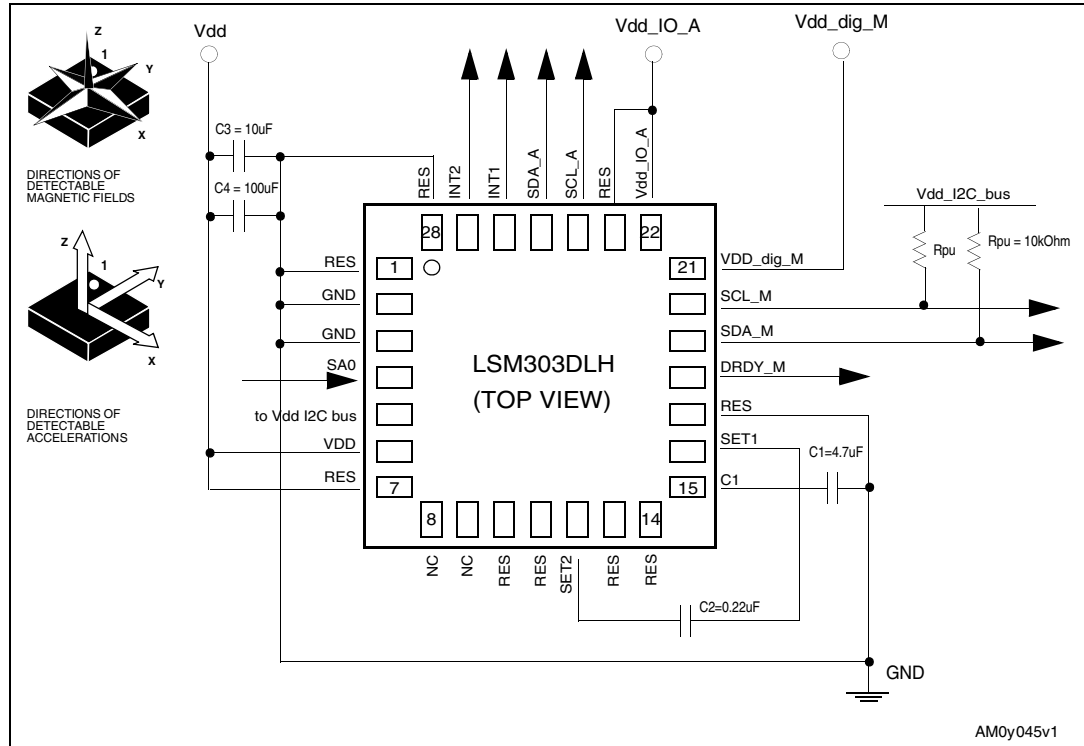 Vdd
Vdd_IO_A
Vdd_dig_M
Z
1
Y
X
DIRECTIONS OF
DETECTABLE
MAGNETIC FIELDS
C3 = 10uF
C4 = 100uF
RES
INT2
INT1
SDA_A
SCL_A
RES
Vdd_IO_A
28
22
Z
1
Y
X
DIRECTIONS OF
DETECTABLE
ACCELERATIONS
RES
GND
GND
SA0
to Vdd I2C bus
VDD
RES
1
7
LSM303DLH
(TOP VIEW)
21
15
VDD_dig_M
SCL_M
SDA_M
DRDY_M
RES
SET1
C1
Vdd_I2C_bus
Rpu
Rpu = 10kOhm
C1=4.7uF
8
14
NC
NC
RES
RES
SET2
RES
RES
C2=0.22uF
GND
AM0y045v1